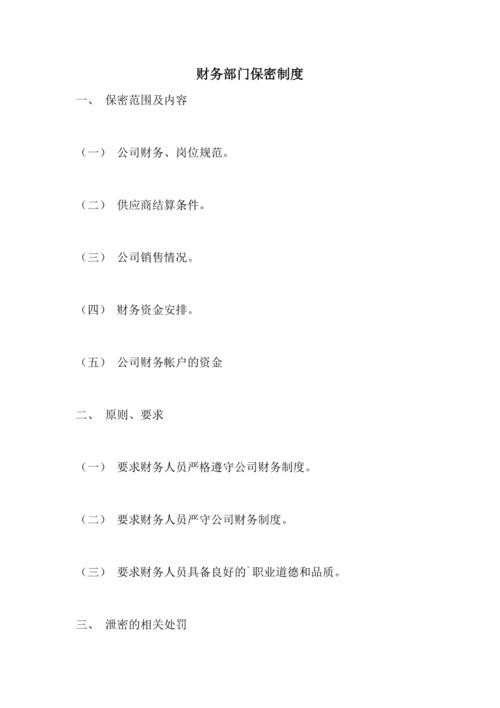 财务部门保密制度
一、 保密范围及内容
（一） 公司财务、岗位规范。
（二） 供应商结算条件。
（三） 公司销售情况。
（四） 财务资金安排。
（五） 公司财务帐户的资金
二、 原则、要求
（一） 要求财务人员严格遵守公司财务制度。
（二） 要求财务人员严守公司财务制度。
（三） 要求财务人员具备良好的`职业道德和品质。
三、 泄密的相关处罚